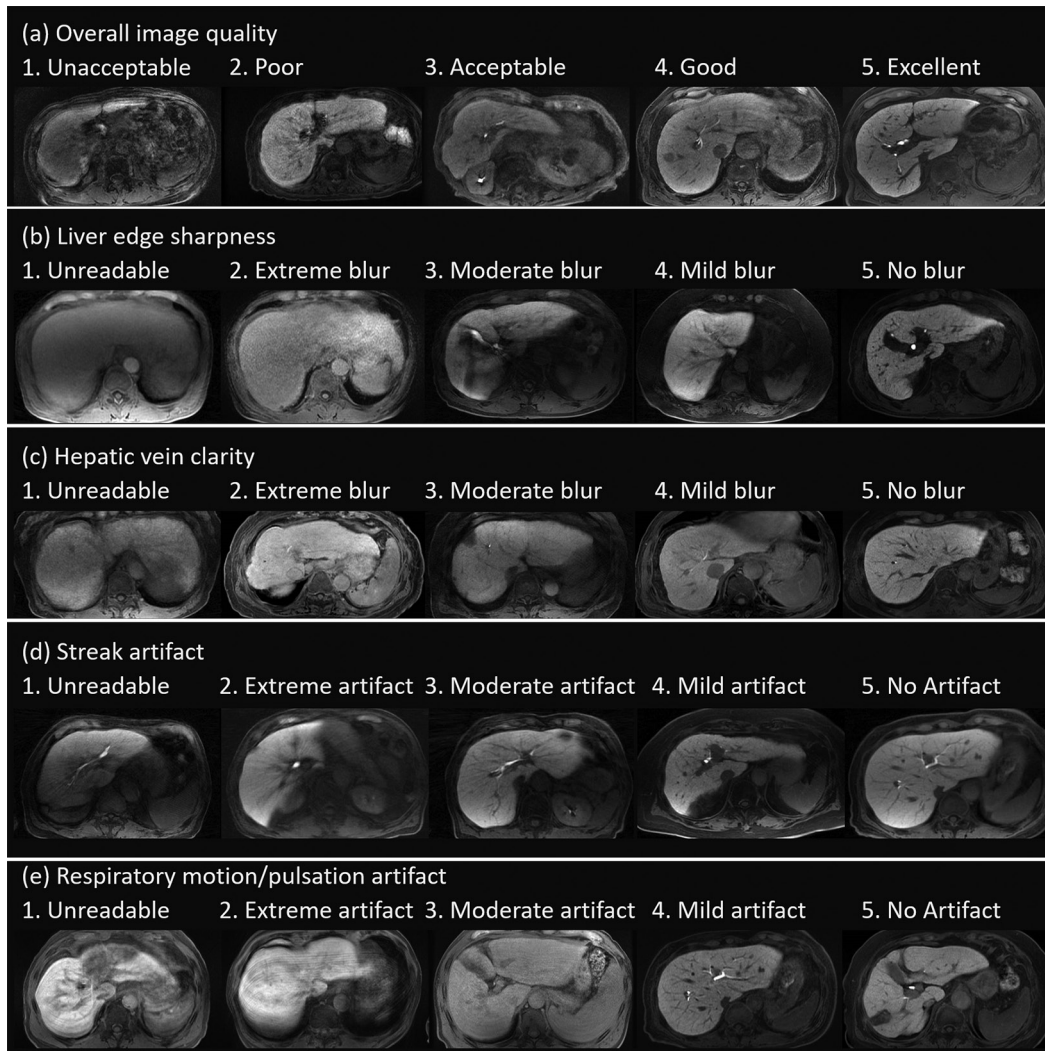 (a) Overall image quality
1. Unacceptable 2. Poor 3. Acceptable 4. Good 5. Excellent
(b) Liver edge sharpness
1. Unreadable 2. Extreme blur 3. Moderate blur 4. Mild blur 5. No blur
(c) Hepatic vein clarity
1. Unreadable 2. Extreme blur 3. Moderate blur 4. Mild blur 5. No blur
(d) Streak artifact
1. Unreadable 2. Extreme artifact 3. Moderate artifact 4. Mild artifact 5. No Artifact
(e) Respiratory motion/pulsation artifact
1. Unreadable 2. Extreme artifact 3. Moderate artifact 4. Mild artifact 5. No Artifact